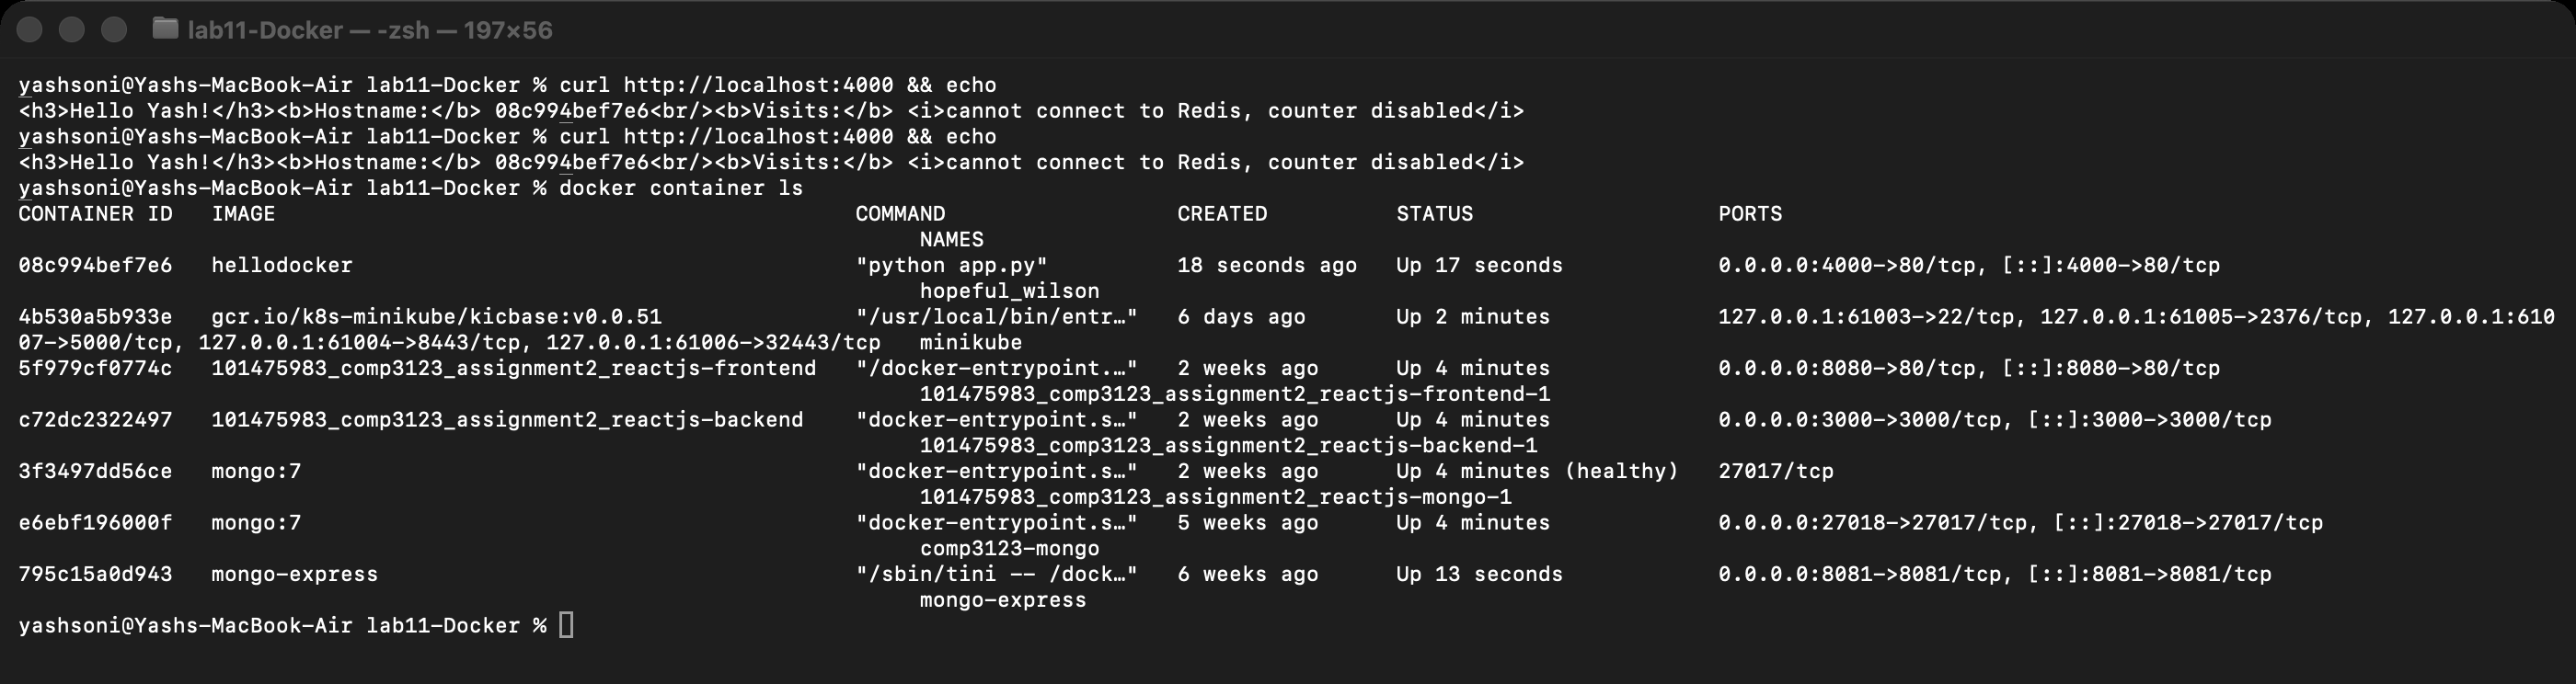 lab11-Docker — -zsh — 197×56
yashsoni@Yashs-MacBook-Air lab11-Docker % curl http://localhost:4000 && echo
<h3>Hello Yash!</h3><b>Hostname:</b> 08c994bef7e6<br/><b>Visits:</b> <i>cannot connect to Redis, counter disabled</i>
yashsoni@Yashs-MacBook-Air lab11-Docker % curl http://localhost:4000 && echo
<h3>Hello Yash!</h3><b>Hostname:</b> 08c994bef7e6<br/><b>Visits:</b> <i>cannot connect to Redis, counter disabled</i>
yashsoni@Yashs-MacBook-Air lab11-Docker % docker container ls
CONTAINER ID   IMAGE                                             COMMAND                  CREATED          STATUS                   PORTS
NAMES
08c994bef7e6   hellodocker                                       "python app.py"          18 seconds ago   Up 17 seconds            0.0.0.0:4000->80/tcp, [::]:4000->80/tcp
hopeful_wilson
4b530a5b933e   gcr.io/k8s-minikube/kicbase:v0.0.51               "/usr/local/bin/entr…"   6 days ago       Up 2 minutes             127.0.0.1:61003->22/tcp, 127.0.0.1:61005->2376/tcp, 127.0.0.1:610
07->5000/tcp, 127.0.0.1:61004->8443/tcp, 127.0.0.1:61006->32443/tcp   minikube
5f979cf0774c   101475983_comp3123_assignment2_reactjs-frontend   "/docker-entrypoint.…"   2 weeks ago      Up 4 minutes             0.0.0.0:8080->80/tcp, [::]:8080->80/tcp
101475983_comp3123_assignment2_reactjs-frontend-1
c72dc2322497   101475983_comp3123_assignment2_reactjs-backend    "docker-entrypoint.s…"   2 weeks ago      Up 4 minutes             0.0.0.0:3000->3000/tcp, [::]:3000->3000/tcp
101475983_comp3123_assignment2_reactjs-backend-1
3f3497dd56ce   mongo:7                                           "docker-entrypoint.s…"   2 weeks ago      Up 4 minutes (healthy)   27017/tcp
101475983_comp3123_assignment2_reactjs-mongo-1
e6ebf196000f   mongo:7                                           "docker-entrypoint.s…"   5 weeks ago      Up 4 minutes             0.0.0.0:27018->27017/tcp, [::]:27018->27017/tcp
comp3123-mongo
795c15a0d943   mongo-express                                     "/sbin/tini -- /dock…"   6 weeks ago      Up 13 seconds            0.0.0.0:8081->8081/tcp, [::]:8081->8081/tcp
mongo-express
yashsoni@Yashs-MacBook-Air lab11-Docker %